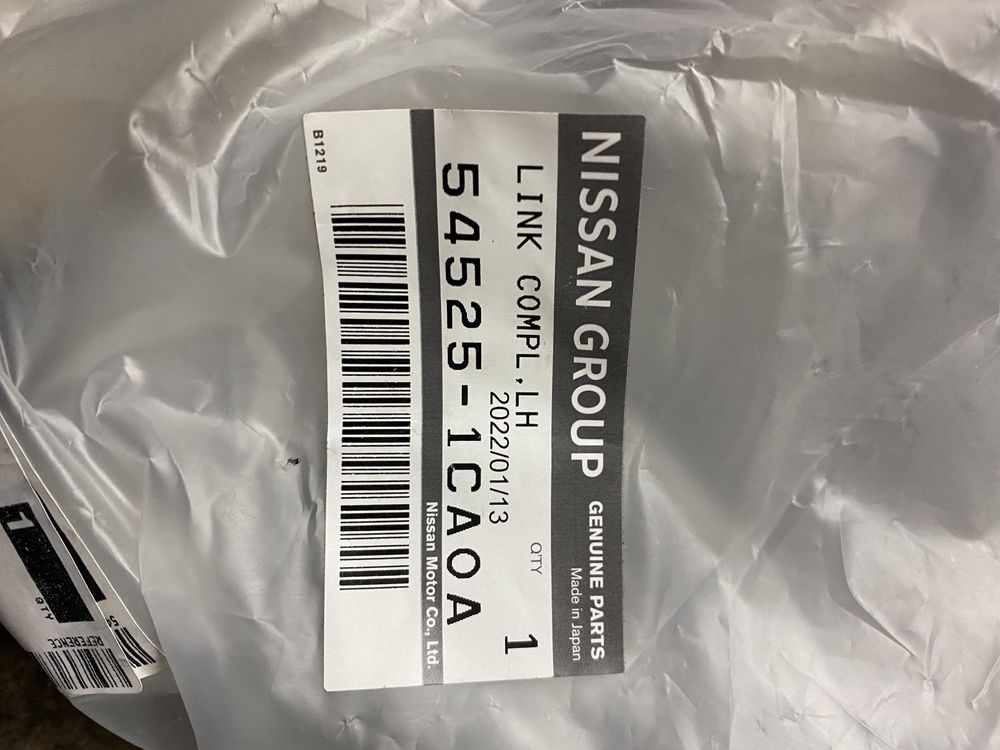 NISSAN GROUP GENUINE PARTS
Made in Japan
LINK COMPL,LH
Q'TY 1
2022/01/13
54525-1CA0A
Nissan Motor Co., Ltd.
B1219
1
QTY
REFERENCE